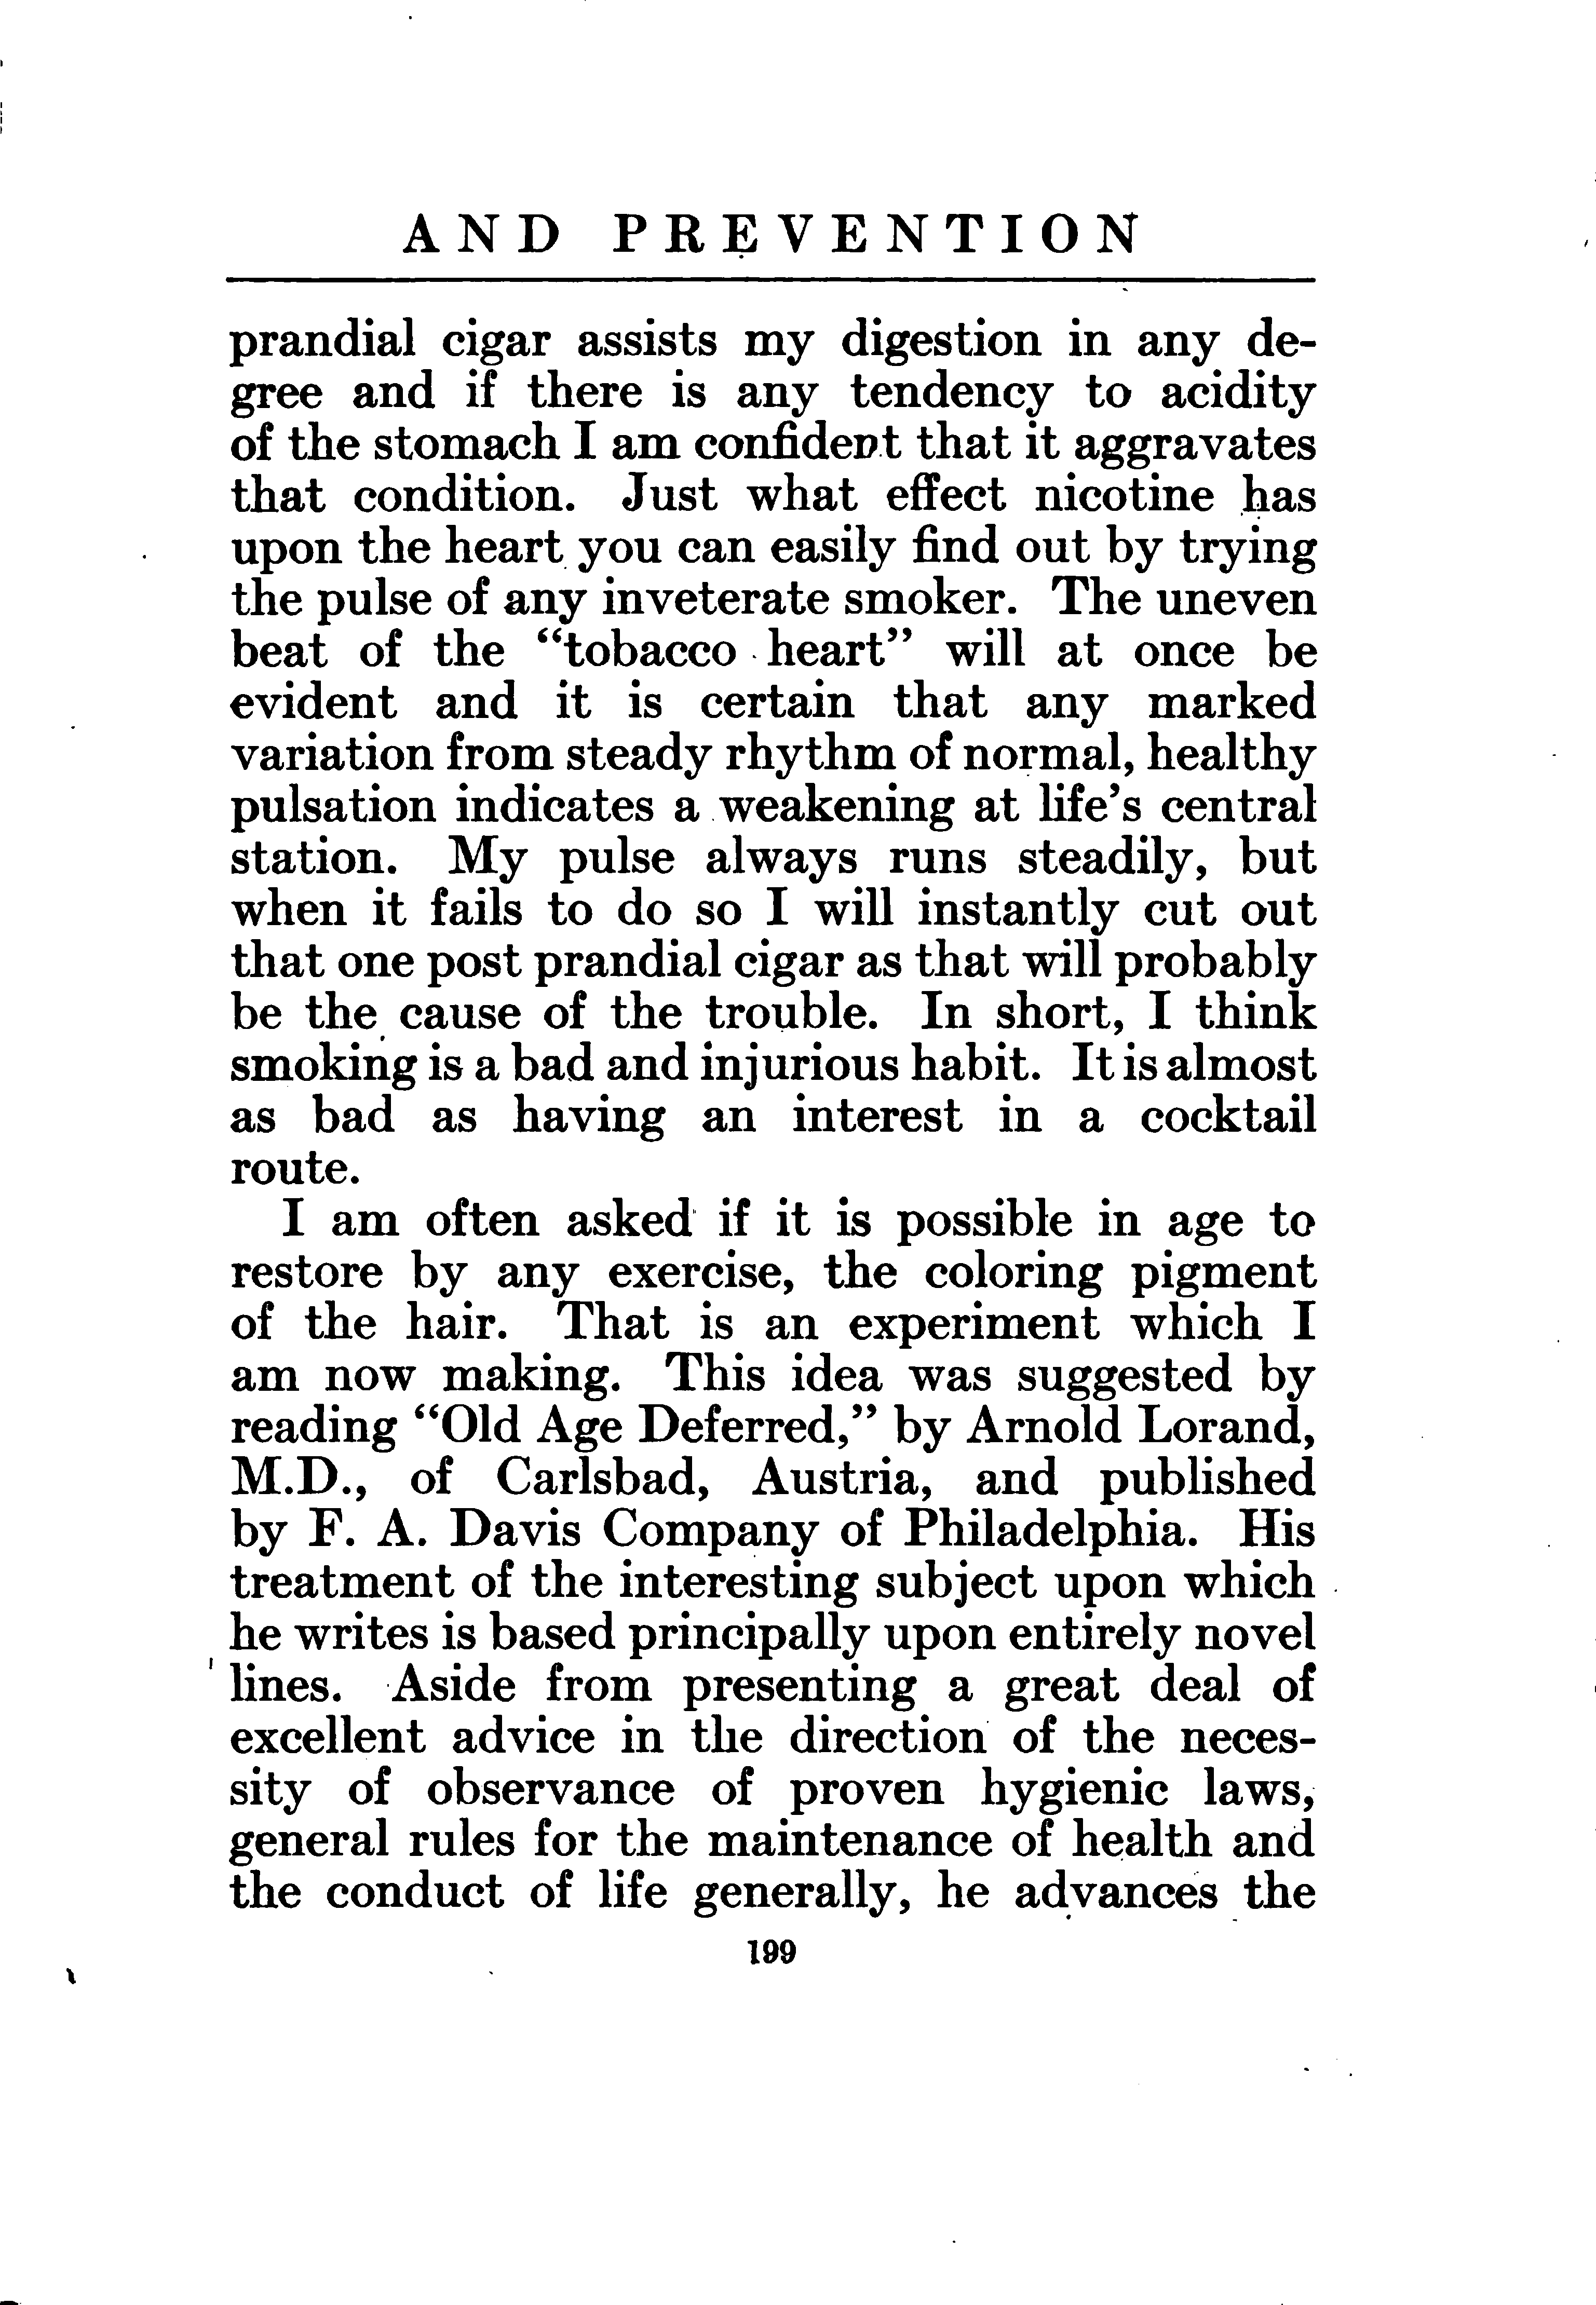 AND PREVENTION
prandial cigar assists my digestion in any de-
gree and if there is any tendency to acidity
of the stomach I am confident that it aggravates
that condition. Just what effect nicotine has
upon the heart you can easily find out by trying
the pulse of any inveterate smoker. The uneven
beat of the “tobacco heart” will at once be
evident and it is certain that any marked
variation from steady rhythm of normal, healthy
pulsation indicates a weakening at life’s central
station. My pulse always runs steadily, but
when it fails to do so I will instantly cut out
that one post prandial cigar as that will probably
be the cause of the trouble. In short, I think
smoking is a bad and injurious habit. It is almost
as bad as having an interest in a cocktail
route.
I am often asked if it is possible in age to
restore by any exercise, the coloring pigment
of the hair. That is an experiment which I
am now making. This idea was suggested by
reading “Old Age Deferred,” by Arnold Lorand,
M.D., of Carlsbad, Austria, and published
by F. A. Davis Company of Philadelphia. His
treatment of the interesting subject upon which
he writes is based principally upon entirely novel
lines. Aside from presenting a great deal of
excellent advice in the direction of the neces-
sity of observance of proven hygienic laws,
general rules for the maintenance of health and
the conduct of life generally, he advances the
199